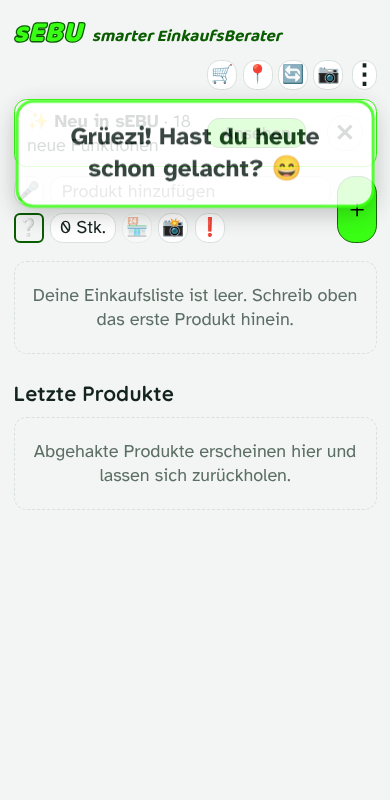 sEBU smarter EinkaufsBerater
✨ Neu in sEBU · 18
neue Funktionen
Grüezi! Hast du heute
schon gelacht? 😄
Produkt hinzufügen
0 Stk.
Deine Einkaufsliste ist leer. Schreib oben
das erste Produkt hinein.
Letzte Produkte
Abgehakte Produkte erscheinen hier und
lassen sich zurückholen.